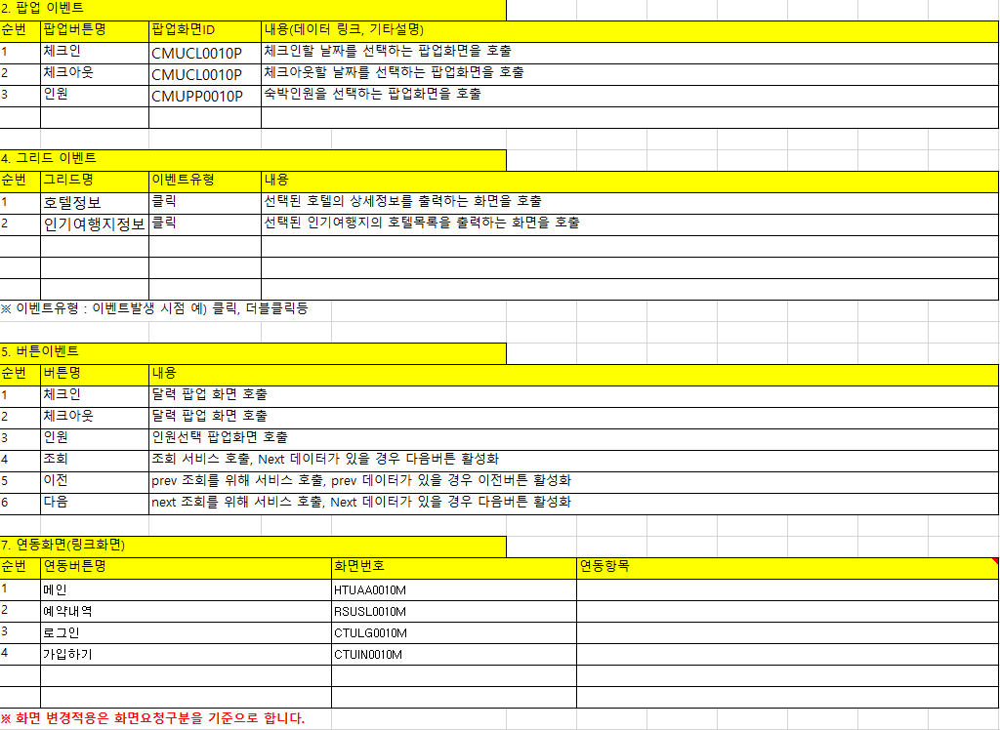 2. 팝업 이벤트
순번 팝업버튼명 팝업화면ID 내용(데이터 링크, 기타설명)
1 체크인 CMUCL0010P 체크인할 날짜를 선택하는 팝업화면을 호출
2 체크아웃 CMUCL0010P 체크아웃할 날짜를 선택하는 팝업화면을 호출
3 인원 CMUPP0010P 숙박인원을 선택하는 팝업화면을 호출
4. 그리드 이벤트
순번 그리드명 이벤트유형 내용
1 호텔정보 클릭 선택된 호텔의 상세정보를 출력하는 화면을 호출
2 인기여행지정보 클릭 선택된 인기여행지의 호텔목록을 출력하는 화면을 호출
※ 이벤트유형 : 이벤트발생 시점 예) 클릭, 더블클릭등
5. 버튼이벤트
순번 버튼명 내용
1 체크인 달력 팝업 화면 호출
2 체크아웃 달력 팝업 화면 호출
3 인원 인원선택 팝업화면 호출
4 조회 조회 서비스 호출, Next 데이터가 있을 경우 다음버튼 활성화
5 이전 prev 조회를 위해 서비스 호출, prev 데이터가 있을 경우 이전버튼 활성화
6 다음 next 조회를 위해 서비스 호출, Next 데이터가 있을 경우 다음버튼 활성화
7. 연동화면(링크화면)
순번 연동버튼명 화면번호 연동항목
1 메인 HTUAA0010M
2 예약내역 RSUSL0010M
3 로그인 CTULG0010M
4 가입하기 CTUIN0010M
※ 화면 변경적용은 화면요청구분을 기준으로 합니다.